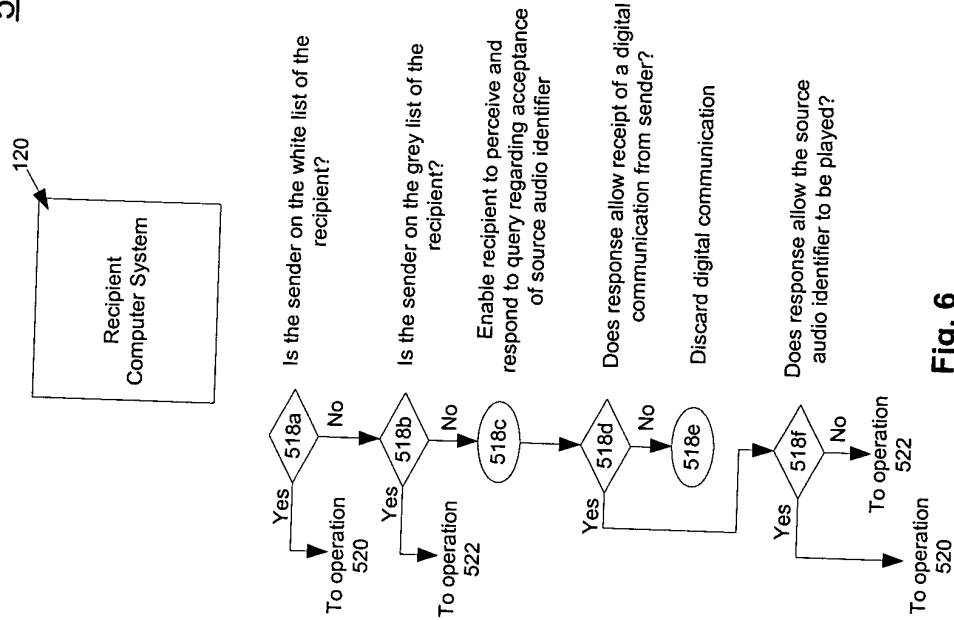 120
Recipient
Computer System
518a
Is the sender on the white list of the
recipient?
Yes
No
To operation
520
518b
Is the sender on the grey list of the
recipient?
Yes
No
To operation
522
518c
Enable recipient to perceive and
respond to query regarding acceptance
of source audio identifier
518d
Does response allow receipt of a digital
communication from sender?
Yes
No
518e
Discard digital communication
518f
Does response allow the source
audio identifier to be played?
Yes
No
To operation
522
To operation
520
Fig. 6